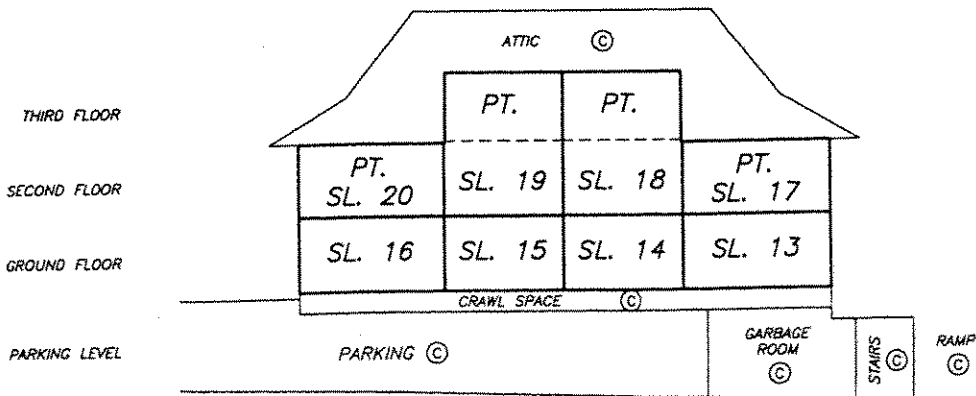 ATTIC Ⓒ
THIRD FLOOR
PT. PT.
SECOND FLOOR
PT.
SL. 20
SL. 19
SL. 18
PT.
SL. 17
GROUND FLOOR
SL. 16
SL. 15
SL. 14
SL. 13
CRAWL SPACE Ⓒ
PARKING LEVEL
PARKING Ⓒ
GARBAGE
ROOM
Ⓒ
STAIRS Ⓒ
RAMP
Ⓒ